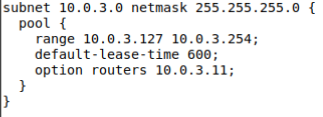 subnet 10.0.3.0 netmask 255.255.255.0 {
  pool {
    range 10.0.3.127 10.0.3.254;
    default-lease-time 600;
    option routers 10.0.3.11;
  }
}